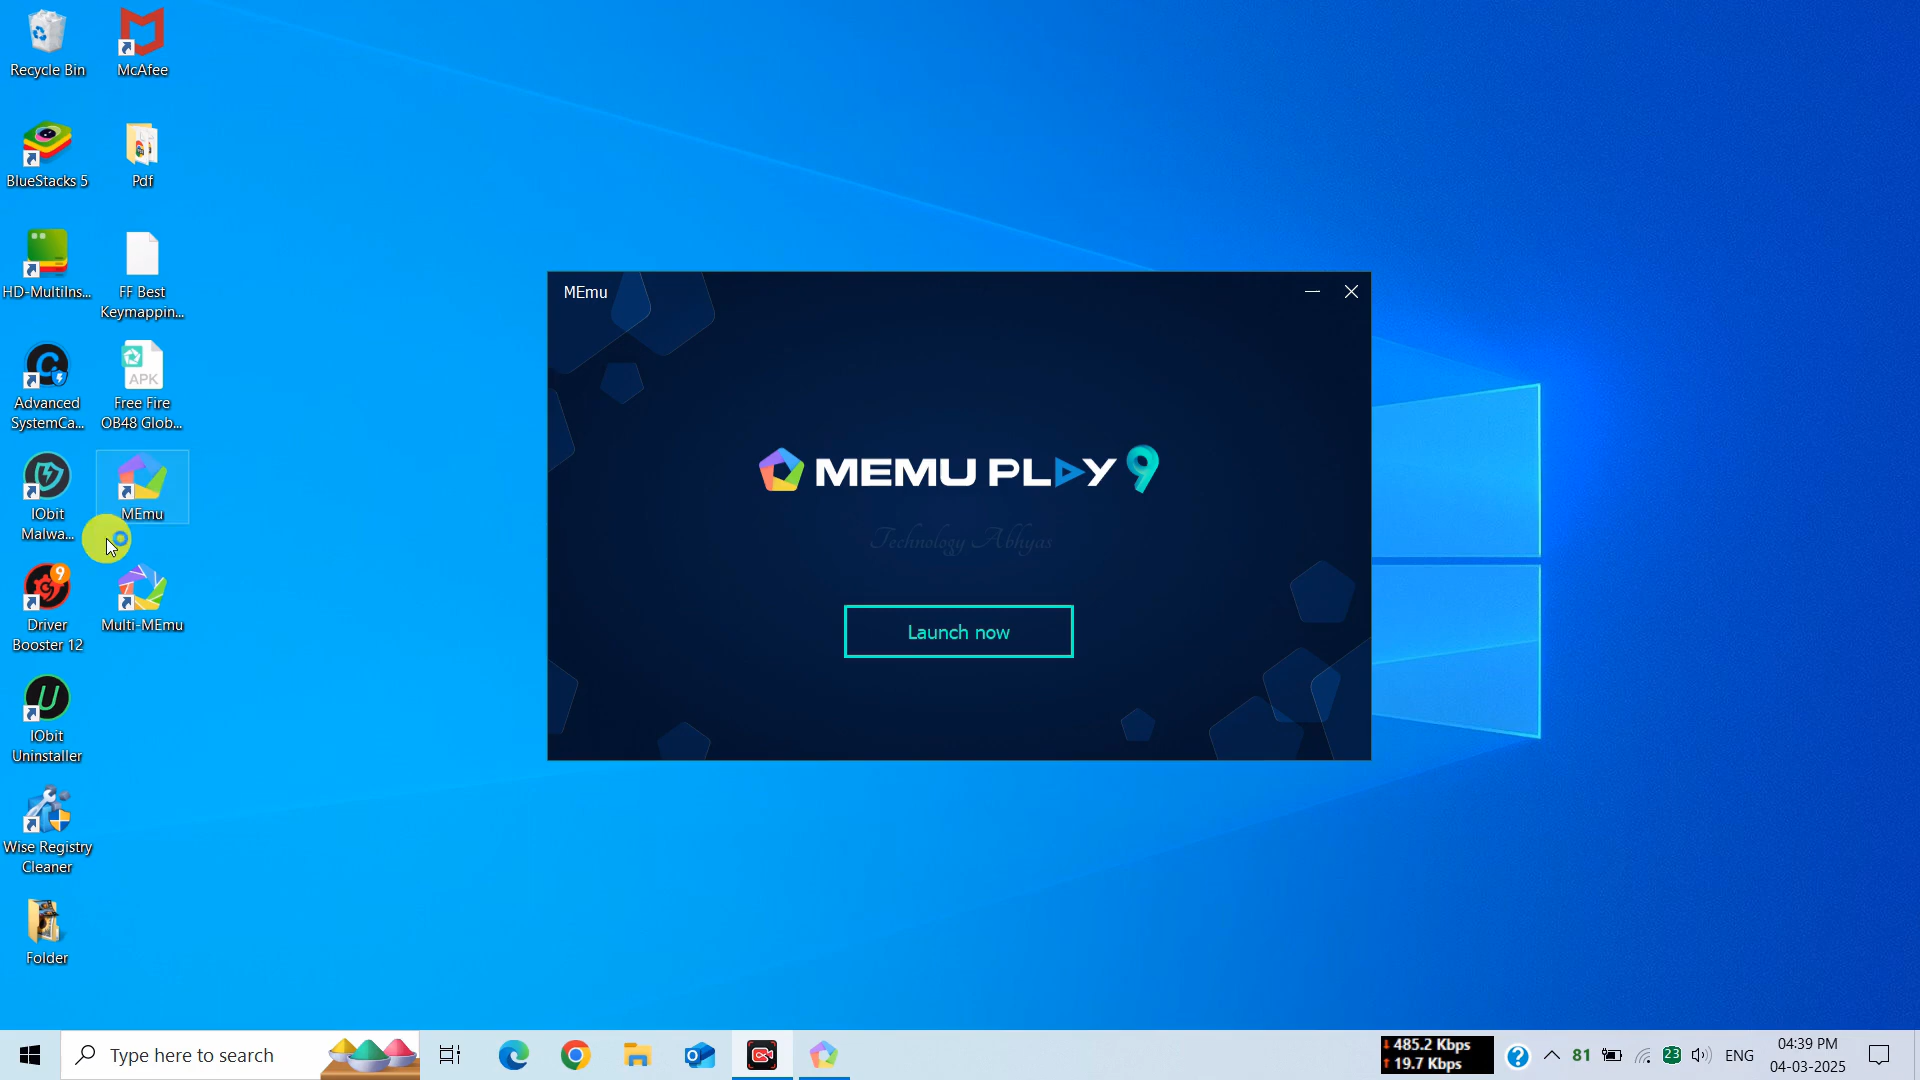 Recycle Bin
McAfee
BlueStacks 5
Pdf
HD-MultiIns...
FF Best
Keymappin...
Advanced
SystemCa...
APK
Free Fire
OB48 Glob...
IObit
Malwa...
MEmu
9
Driver
Booster 12
Multi-MEmu
IObit
Uninstaller
Wise Registry
Cleaner
Folder
MEmu
MEMU PLAY 9
Technology Abhyas
Launch now
Type here to search
485.2 Kbps
19.7 Kbps
81
23
ENG
04:39 PM
04-03-2025